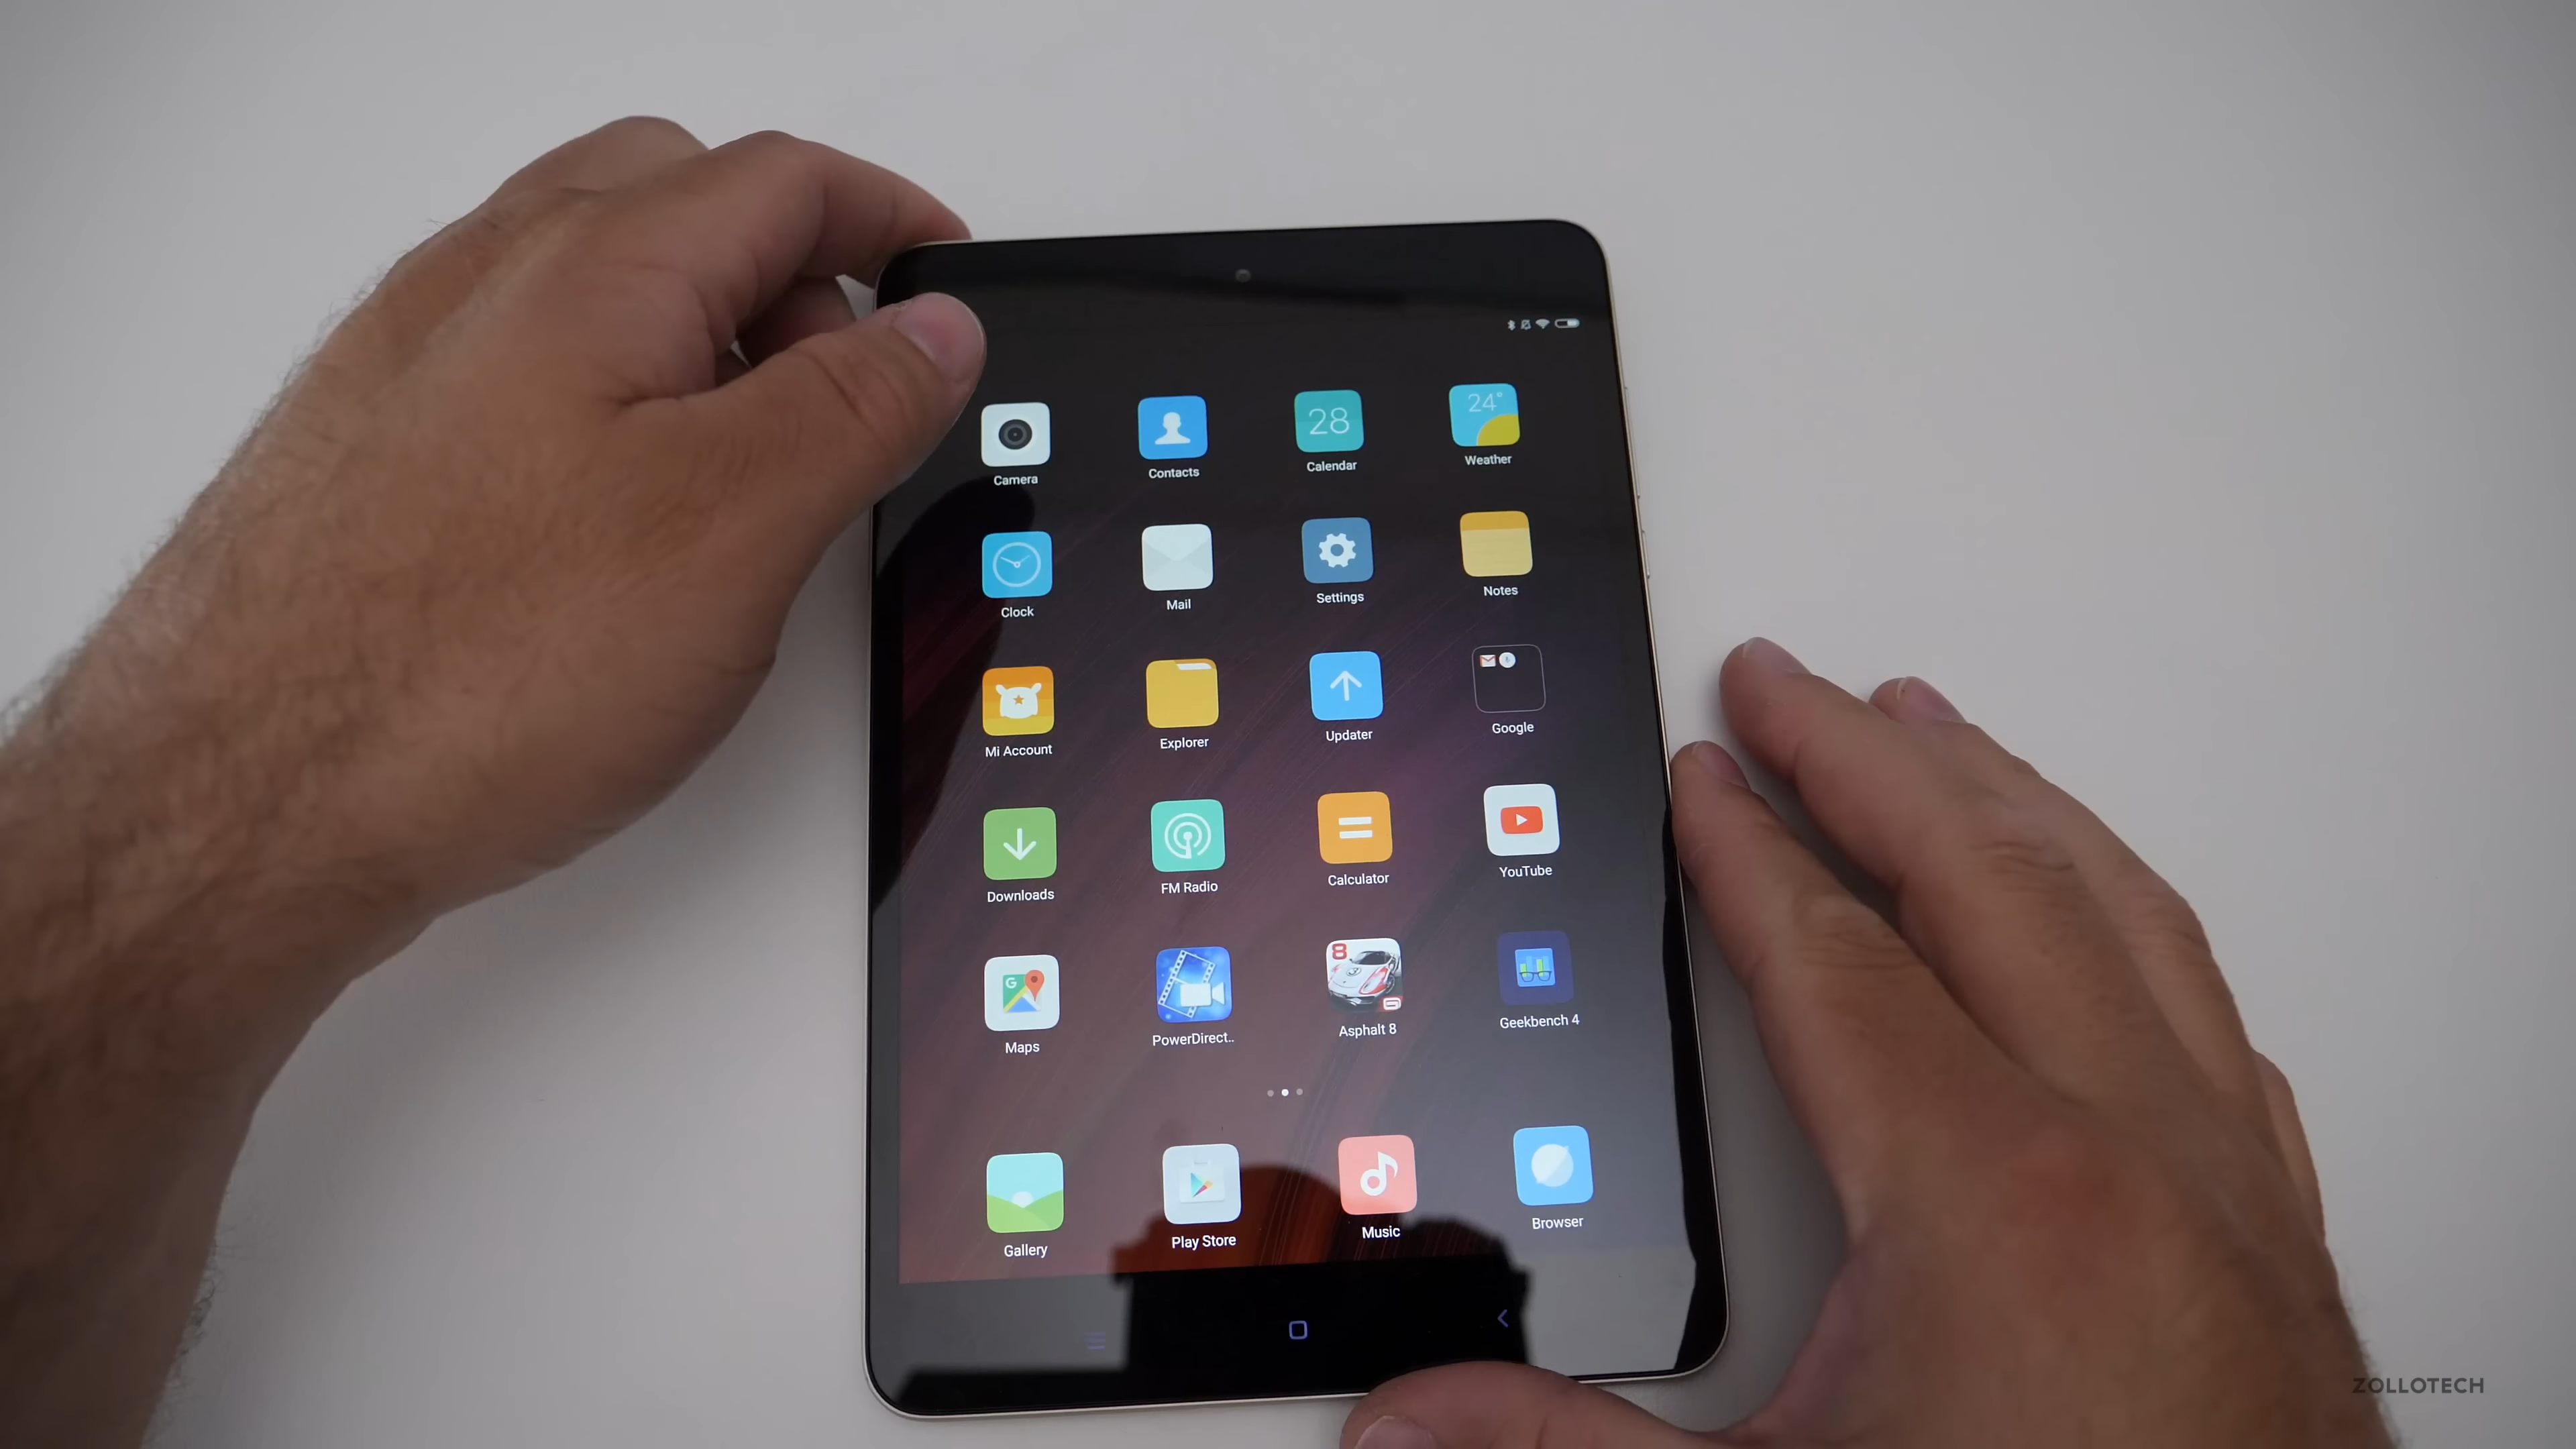 24°
28
Camera
Contacts
Calendar
Weather
Clock
Mail
Settings
Notes
Mi Account
Explorer
Updater
Google
Downloads
FM Radio
Calculator
YouTube
G
8
Maps
PowerDirect..
Asphalt 8
Geekbench 4
Gallery
Play Store
Music
Browser
ZOLLOTECH